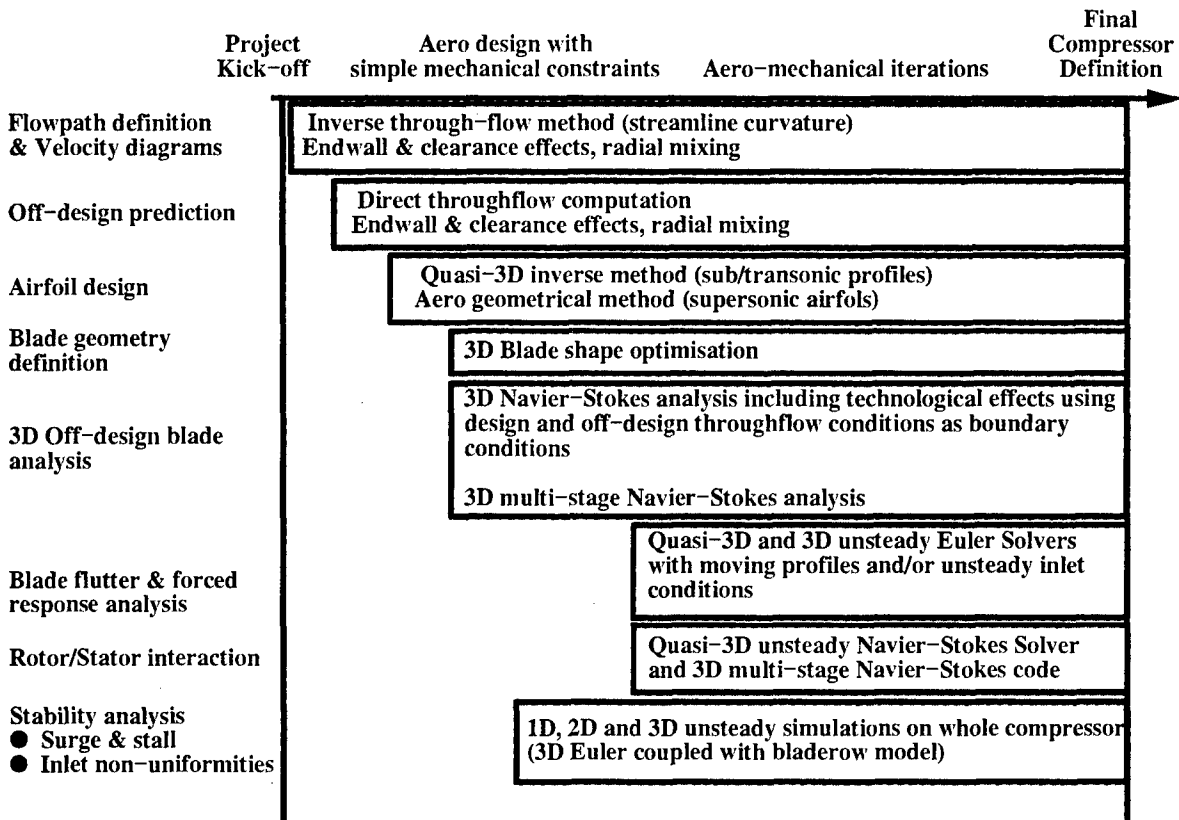 Project
Kick-off
Aero design with
simple mechanical constraints
Aero-mechanical iterations
Final
Compressor
Definition
Flowpath definition
& Velocity diagrams
Inverse through-flow method (streamline curvature)
Endwall & clearance effects, radial mixing
Off-design prediction
Direct throughflow computation
Endwall & clearance effects, radial mixing
Airfoil design
Quasi-3D inverse method (sub/transonic profiles)
Aero geometrical method (supersonic airfols)
Blade geometry
definition
3D Blade shape optimisation
3D Off-design blade
analysis
3D Navier-Stokes analysis including technological effects using
design and off-design throughflow conditions as boundary
conditions
3D multi-stage Navier-Stokes analysis
Blade flutter & forced
response analysis
Quasi-3D and 3D unsteady Euler Solvers
with moving profiles and/or unsteady inlet
conditions
Rotor/Stator interaction
Quasi-3D unsteady Navier-Stokes Solver
and 3D multi-stage Navier-Stokes code
Stability analysis
● Surge & stall
● Inlet non-uniformities
1D, 2D and 3D unsteady simulations on whole compressor
(3D Euler coupled with bladerow model)